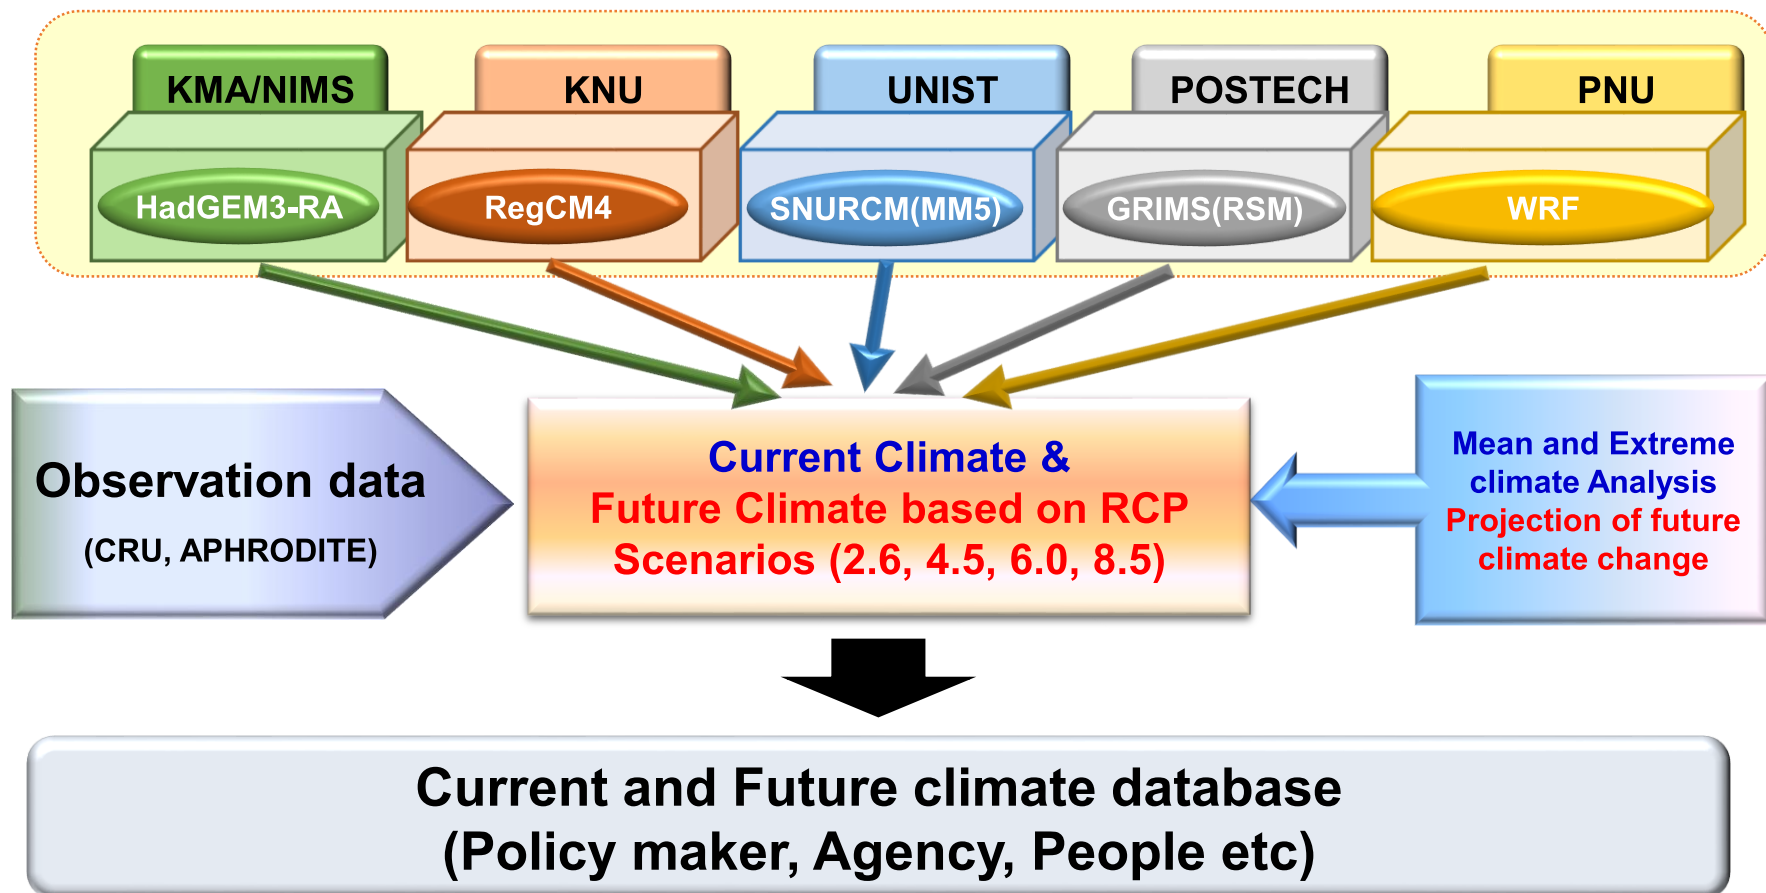 KMA/NIMS
KNU
UNIST
POSTECH
PNU
HadGEM3-RA
RegCM4
SNURCM(MM5)
GRIMS(RSM)
WRF
Observation data
(CRU, APHRODITE)
Current Climate &
Future Climate based on RCP
Scenarios (2.6, 4.5, 6.0, 8.5)
Mean and Extreme
climate Analysis
Projection of future
climate change
Current and Future climate database
(Policy maker, Agency, People etc)